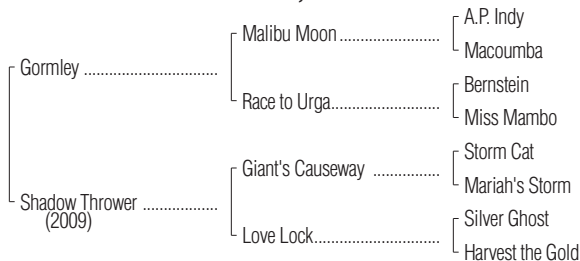 A.P. Indy
Malibu Moon ....................
Macoumba
Gormley ...........................
Bernstein
Race to Urga......................
Miss Mambo
Storm Cat
Giant's Causeway .............
Mariah's Storm
Shadow Thrower ...............
(2009)
Silver Ghost
Love Lock.........................
Harvest the Gold